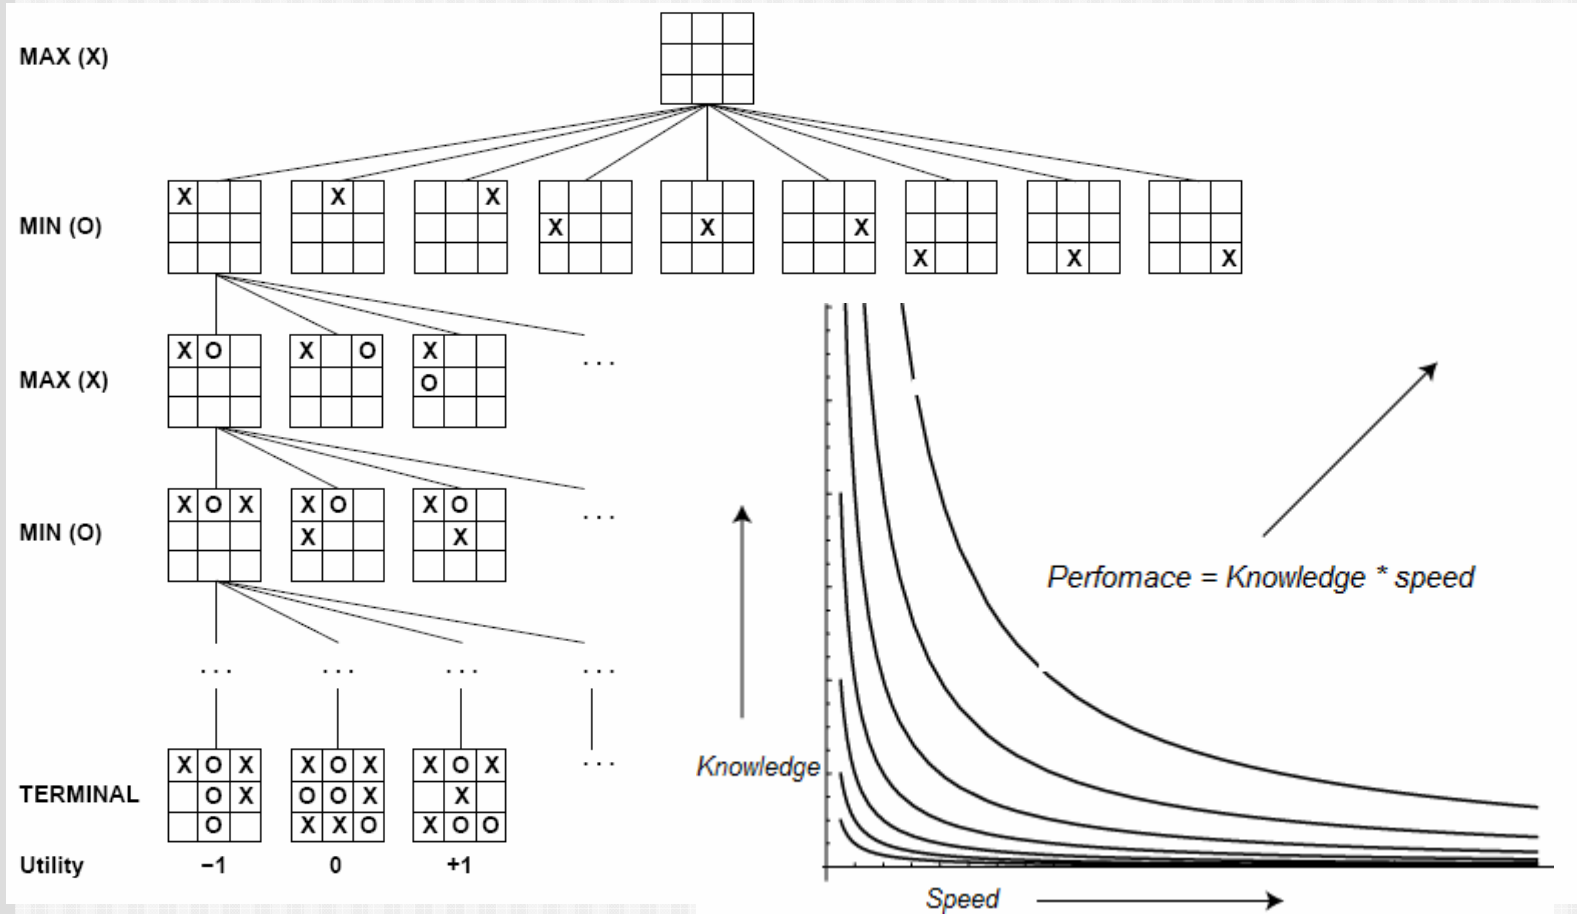 MAX (X)
MIN (O)
X X X X X X X X X
MAX (X)
X O X O X O ...
MIN (O)
X O X X O X X O X ...
... ... ... ...
TERMINAL
X O X X O X X O X ...
O X O O X X
O X X O X O O
Utility −1 0 +1
Knowledge
Perfomace = Knowledge * speed
Speed